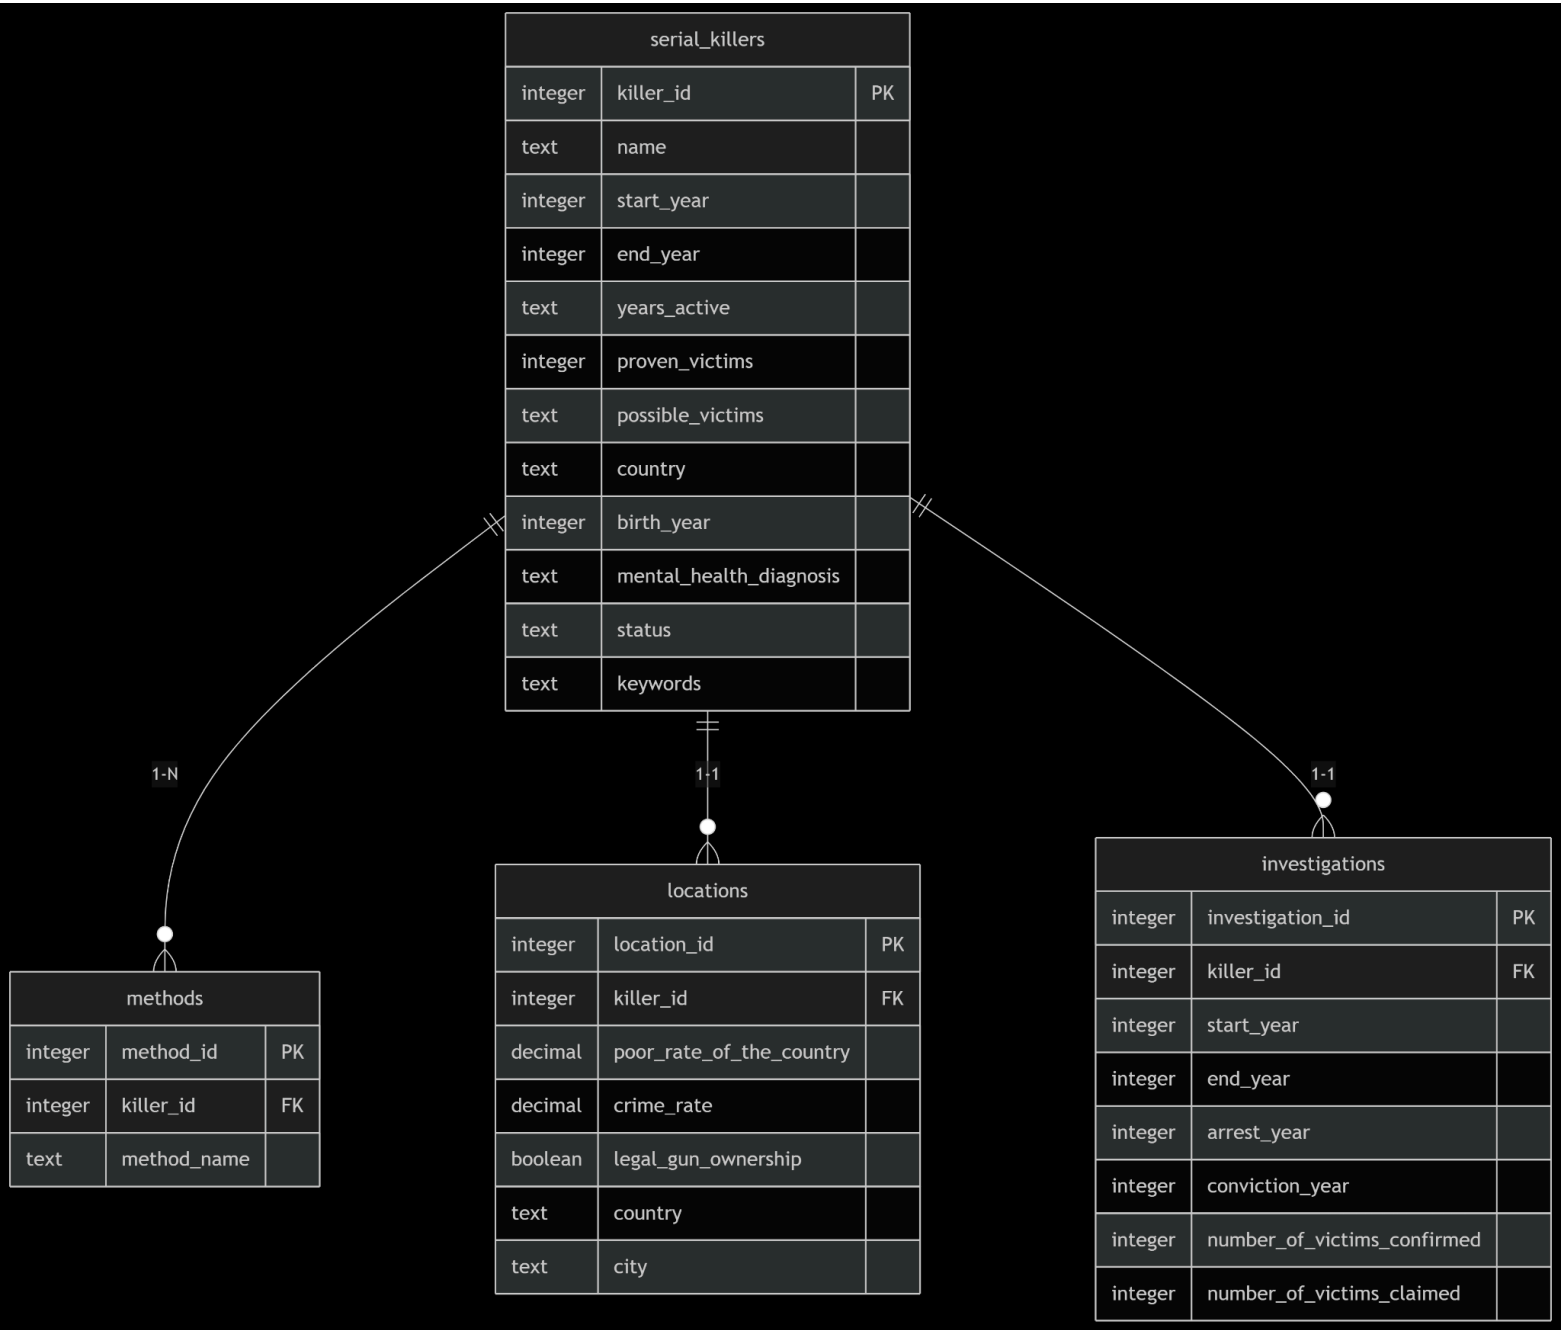 serial_killers
integer killer_id PK
text name
integer start_year
integer end_year
text years_active
integer proven_victims
text possible_victims
text country
integer birth_year
text mental_health_diagnosis
text status
text keywords
1-N
1-1
1-1
methods
integer method_id PK
integer killer_id FK
text method_name
locations
integer location_id PK
integer killer_id FK
decimal poor_rate_of_the_country
decimal crime_rate
boolean legal_gun_ownership
text country
text city
investigations
integer investigation_id PK
integer killer_id FK
integer start_year
integer end_year
integer arrest_year
integer conviction_year
integer number_of_victims_confirmed
integer number_of_victims_claimed